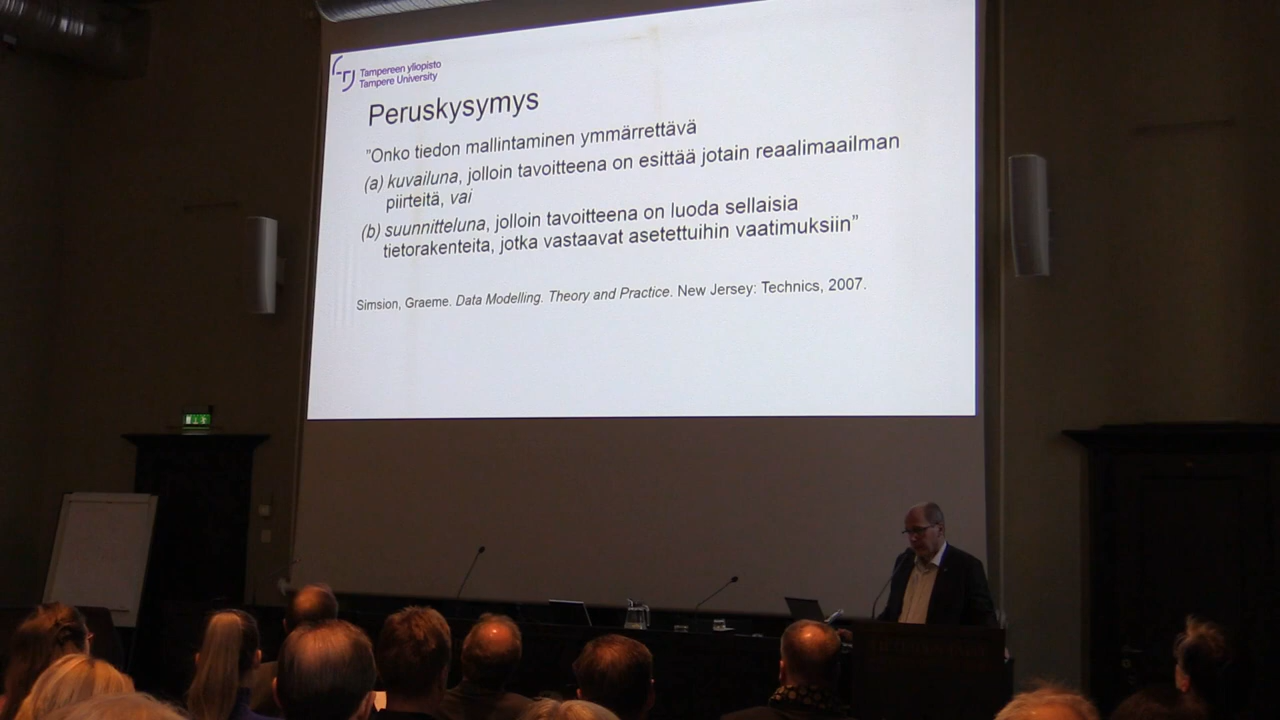 Tampereen yliopisto
Tampere University
Peruskysymys
"Onko tiedon mallintaminen ymmärrettävä
(a) kuvailuna, jolloin tavoitteena on esittää jotain reaalimaailman
piirteitä, vai
(b) suunnitteluna, jolloin tavoitteena on luoda sellaisia
tietorakenteita, jotka vastaavat asetettuihin vaatimuksiin”
Simsion, Graeme. Data Modelling. Theory and Practice. New Jersey: Technics, 2007.